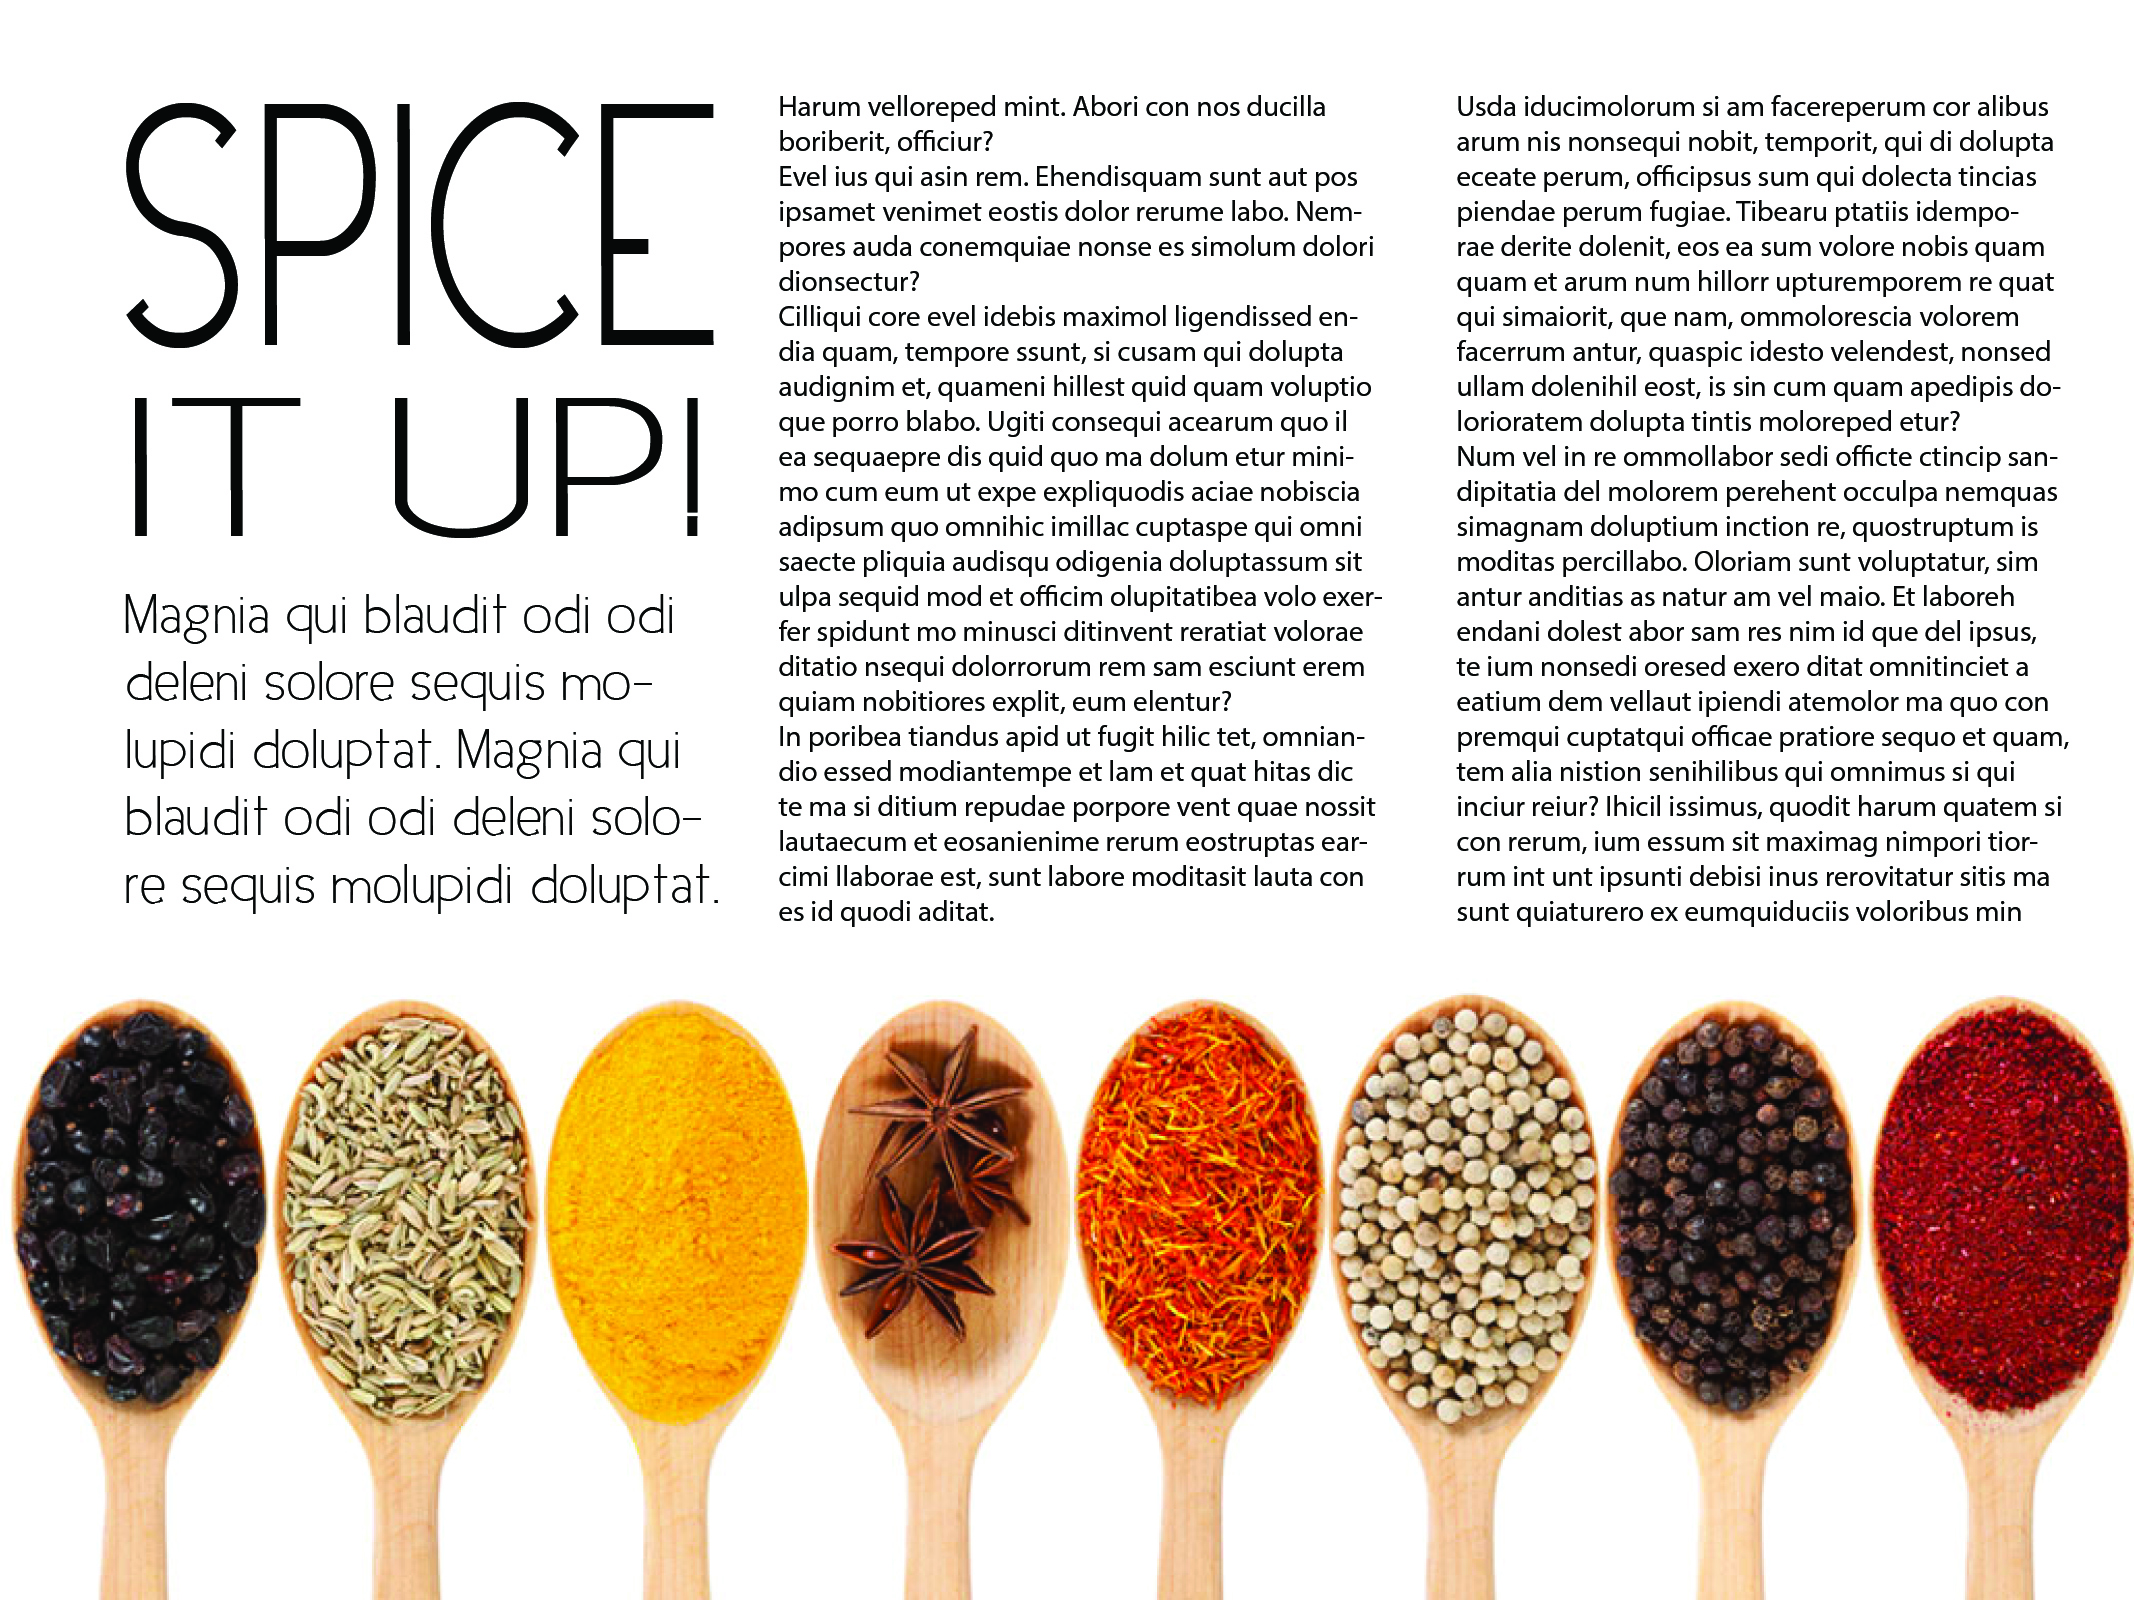 SPICE
IT UP!
Magnia qui blaudit odi odi
deleni solore sequis mo-
lupidi doluptat. Magnia qui
blaudit odi odi deleni solo-
re sequis molupidi doluptat.
Harum velloreped mint. Abori con nos ducilla
boriberit, officiur?
Evel ius qui asin rem. Ehendisquam sunt aut pos
ipsamet venimet eostis dolor rerume labo. Nem-
pores auda conemquiae nonse es simolum dolori
dionsectur?
Cilliqui core evel idebis maximol ligendissed en-
dia quam, tempore ssunt, si cusam qui dolupta
audignim et, quameni hillest quid quam voluptio
que porro blabo. Ugiti consequi acearum quo il
ea sequaepre dis quid quo ma dolum etur mini-
mo cum eum ut expe expliquodis aciae nobiscia
adipsum quo omnihic imillac cuptaspe qui omni
saecte pliquia audisqu odigenia doluptassum sit
ulpa sequid mod et officim olupitatibea volo exer-
fer spidunt mo minusci ditinvent reratiat volorae
ditatio nsequi dolorrorum rem sam esciunt erem
quiam nobitiores explit, eum elentur?
In poribea tiandus apid ut fugit hilic tet, omnian-
dio essed modiantempe et lam et quat hitas dic
te ma si ditium repudae porpore vent quae nossit
lautaecum et eosanienime rerum eostruptas ear-
cimi llaborae est, sunt labore moditasit lauta con
es id quodi aditat.
Usda iducimolorum si am facereperum cor alibus
arum nis nonsequi nobit, temporit, qui di dolupta
eceate perum, officipsus sum qui dolecta tincias
piendae perum fugiae. Tibearu ptatiis idempo-
rae derite dolenit, eos ea sum volore nobis quam
quam et arum num hillorr upturemporem re quat
qui simaiorit, que nam, ommolorescia volorem
facerrum antur, quaspic idesto velendest, nonsed
ullam dolenihil eost, is sin cum quam apedipis do-
lorioratem dolupta tintis moloreped etur?
Num vel in re ommollabor sedi officte ctincip san-
dipitatia del molorem perehent occulpa nemquas
simagnam doluptium inction re, quostruptum is
moditas percillabo. Oloriam sunt voluptatur, sim
antur anditias as natur am vel maio. Et laboreh
endani dolest abor sam res nim id que del ipsus,
te ium nonsedi oresed exero ditat omnitinciet a
eatium dem vellaut ipiendi atemolor ma quo con
premqui cuptatqui officae pratiore sequo et quam,
tem alia nistion senihilibus qui omnimus si qui
inciur reiur? Ihicil issimus, quodit harum quatem si
con rerum, ium essum sit maximag nimpori tior-
rum int unt ipsunti debisi inus rerovitatur sitis ma
sunt quiaturero ex eumquiduciis voloribus min